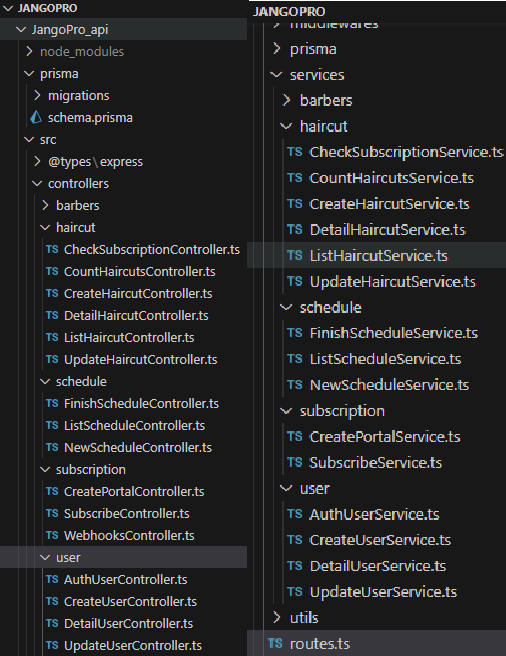 JANGOPRO
JangoPro_api
node_modules
prisma
migrations
schema.prisma
src
@types\express
controllers
barbers
haircut
TS CheckSubscriptionController.ts
TS CountHaircutsController.ts
TS CreateHaircutController.ts
TS DetailHaircutController.ts
TS ListHaircutController.ts
TS UpdateHaircutController.ts
schedule
TS FinishScheduleController.ts
TS ListScheduleController.ts
TS NewScheduleController.ts
subscription
TS CreatePortalController.ts
TS SubscribeController.ts
TS WebhooksController.ts
user
TS AuthUserController.ts
TS CreateUserController.ts
TS DetailUserController.ts
TS UpdateUserController.ts
JANGOPRO
middlewares
prisma
services
barbers
haircut
TS CheckSubscriptionService.ts
TS CountHaircutsService.ts
TS CreateHaircutService.ts
TS DetailHaircutService.ts
TS ListHaircutService.ts
TS UpdateHaircutService.ts
schedule
TS FinishScheduleService.ts
TS ListScheduleService.ts
TS NewScheduleService.ts
subscription
TS CreatePortalService.ts
TS SubscribeService.ts
user
TS AuthUserService.ts
TS CreateUserService.ts
TS DetailUserService.ts
TS UpdateUserService.ts
utils
TS routes.ts